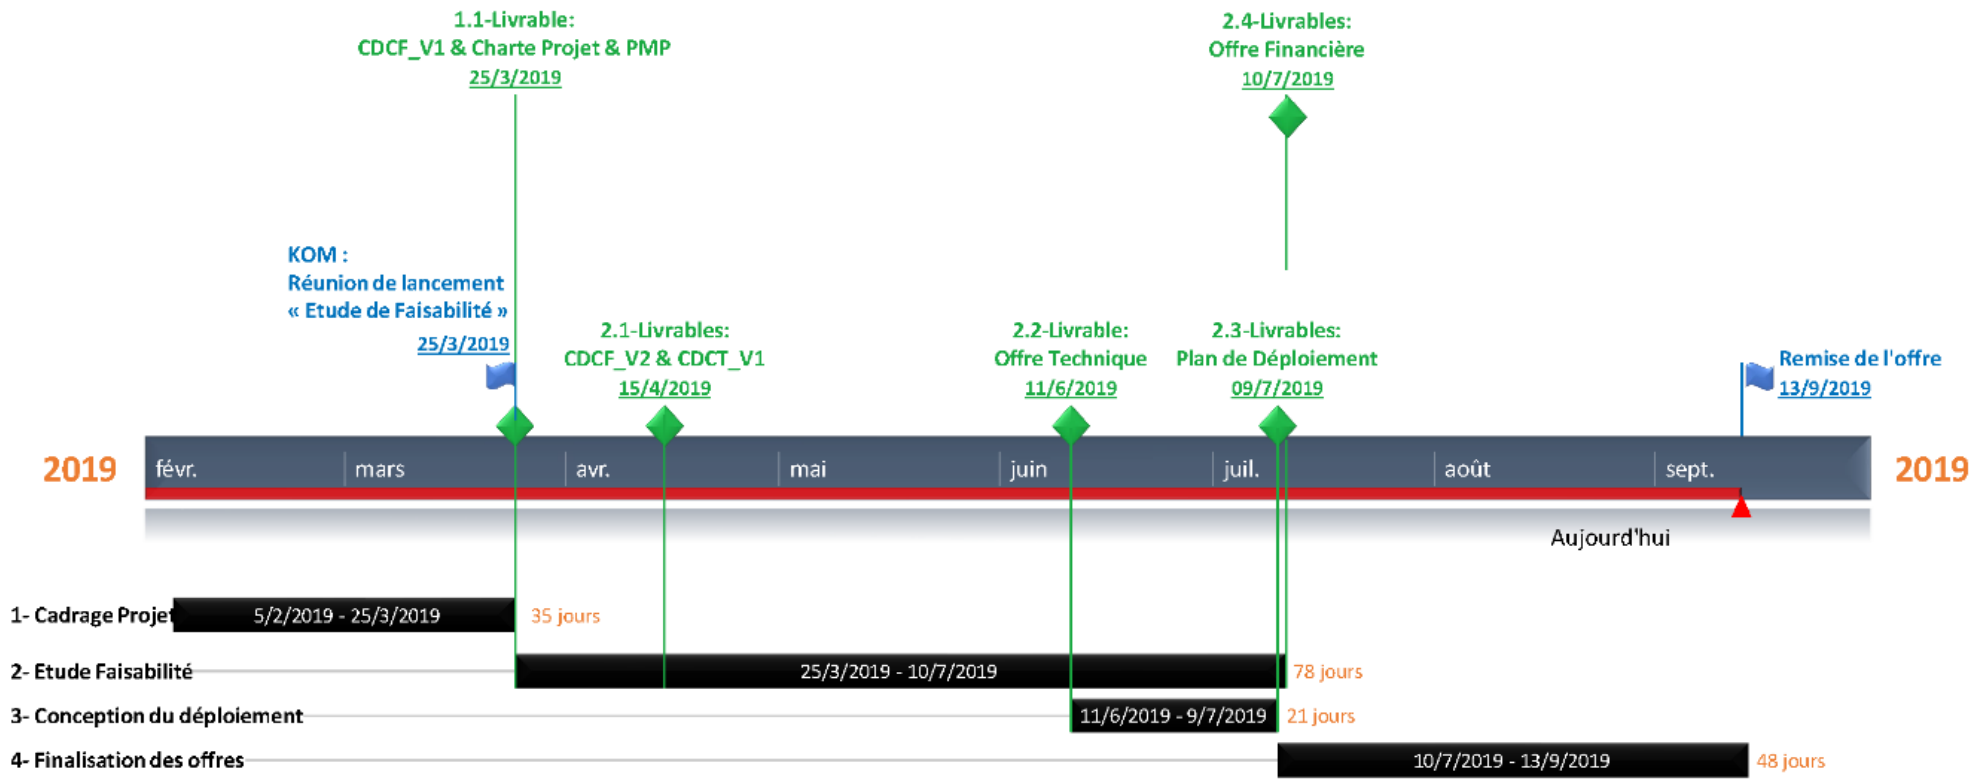 1.1-Livrable:
CDCF_V1 & Charte Projet & PMP
25/3/2019
2.4-Livrables:
Offre Financière
10/7/2019
KOM :
Réunion de lancement
« Etude de Faisabilité »
25/3/2019
2.1-Livrables:
CDCF_V2 & CDCT_V1
15/4/2019
2.2-Livrable:
Offre Technique
11/6/2019
2.3-Livrables:
Plan de Déploiement
09/7/2019
Remise de l'offre
13/9/2019
2019 févr. mars avr. mai juin juil. août sept. 2019
Aujourd'hui
1- Cadrage Projet 5/2/2019 - 25/3/2019 35 jours
2- Etude Faisabilité 25/3/2019 - 10/7/2019 78 jours
3- Conception du déploiement 11/6/2019 - 9/7/2019 21 jours
4- Finalisation des offres 10/7/2019 - 13/9/2019 48 jours